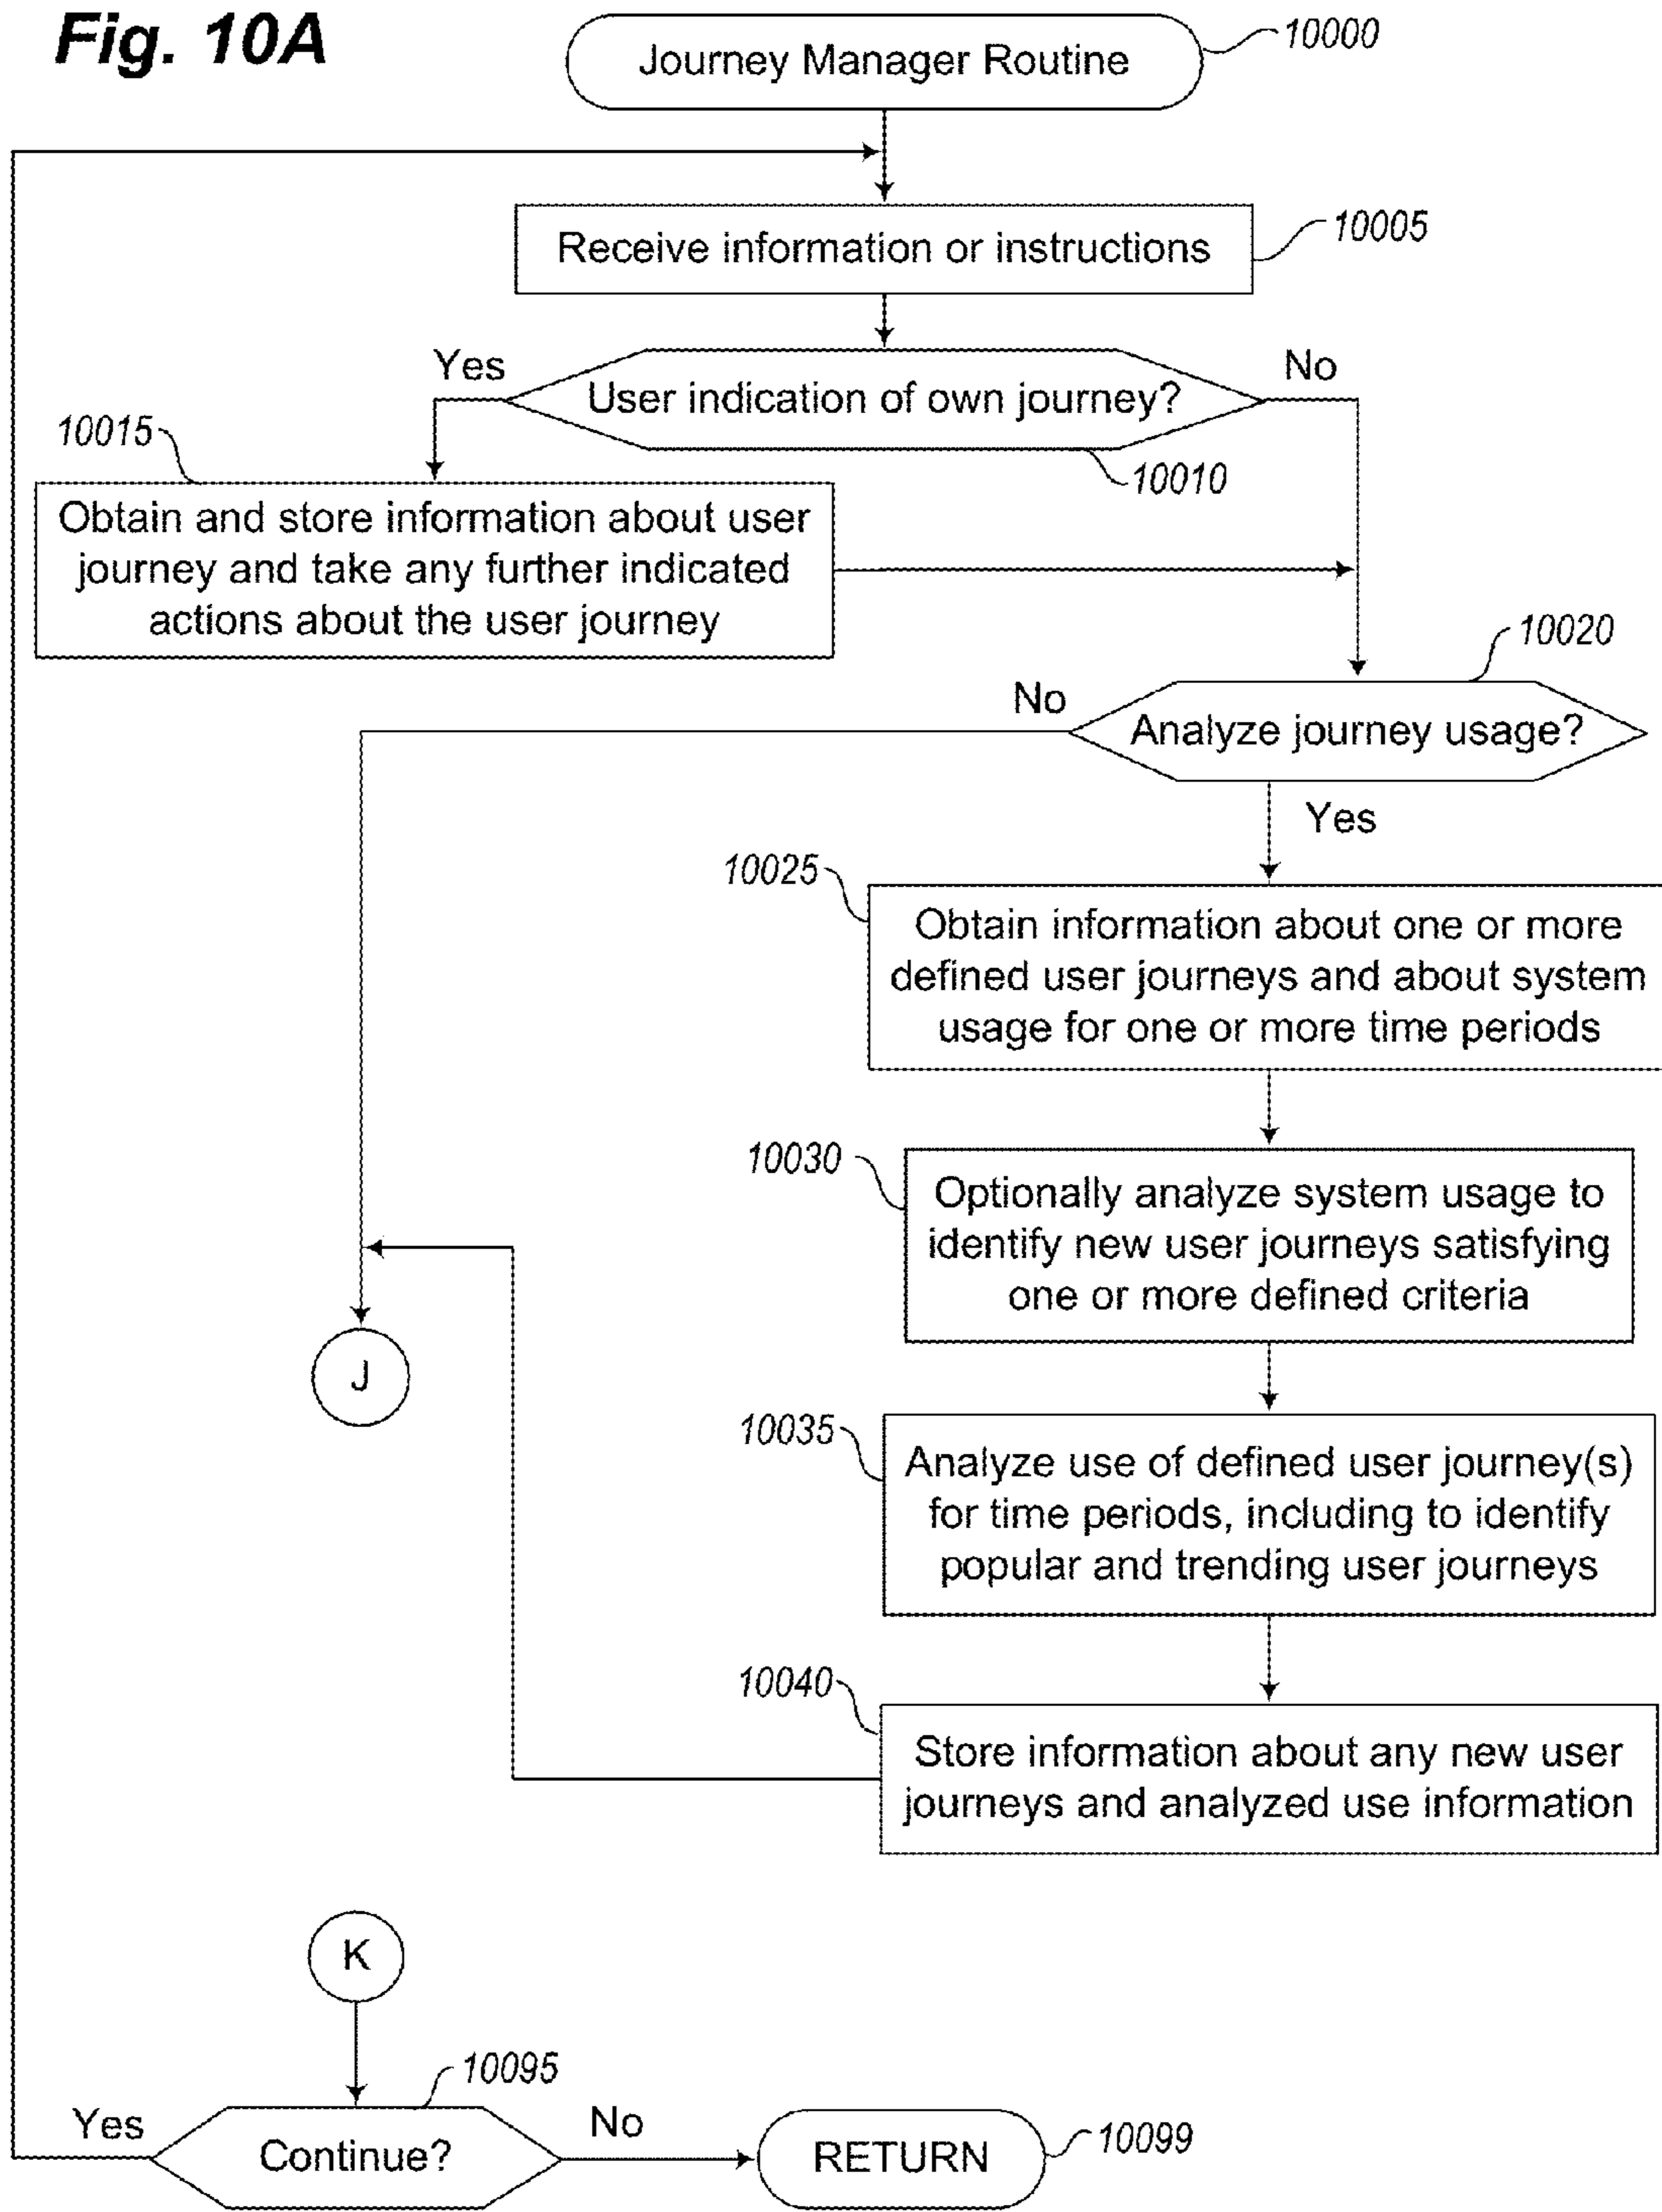 Fig. 10A
Journey Manager Routine
10000
Receive information or instructions
10005
Yes
User indication of own journey?
No
10010
10015
Obtain and store information about user
journey and take any further indicated
actions about the user journey
10020
No
Analyze journey usage?
Yes
10025
Obtain information about one or more
defined user journeys and about system
usage for one or more time periods
10030
Optionally analyze system usage to
identify new user journeys satisfying
one or more defined criteria
J
10035
Analyze use of defined user journey(s)
for time periods, including to identify
popular and trending user journeys
10040
Store information about any new user
journeys and analyzed use information
K
10095
Yes
Continue?
No
RETURN
10099